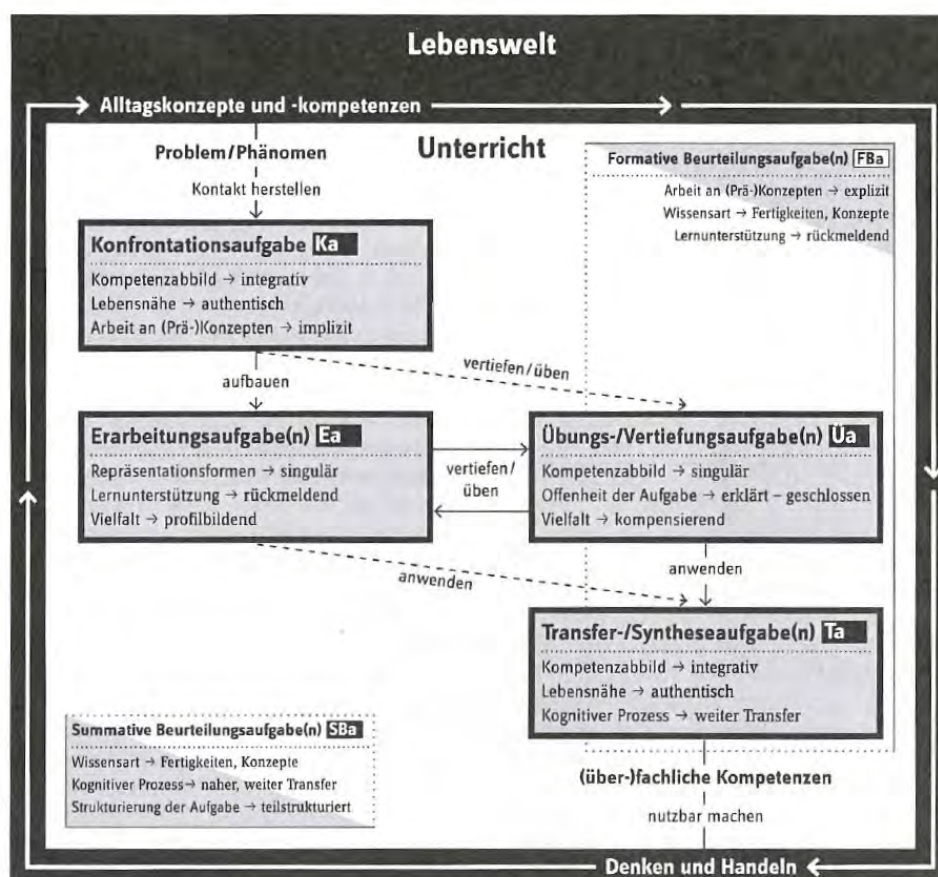 Lebenswelt
Alltagskonzepte und -kompetenzen
Problem/Phänomen
Kontakt herstellen
Unterricht
Formative Beurteilungsaufgabe(n) FBa
Arbeit an (Prä-)Konzepten → explizit
Wissensart → Fertigkeiten, Konzepte
Lernunterstützung → rückmeldend
Konfrontationsaufgabe Ka
Kompetenzabbild → integrativ
Lebensnähe → authentisch
Arbeit an (Prä-)Konzepten → implizit
aufbauen
vertiefen/üben
Erarbeitungsaufgabe(n) Ea
Repräsentationsformen → singulär
Lernunterstützung → rückmeldend
Vielfalt → profilbildend
vertiefen/
üben
Übungs-/Vertiefungsaufgabe(n) Üa
Kompetenzabbild → singulär
Offenheit der Aufgabe → erklärt – geschlossen
Vielfalt → kompensierend
anwenden
anwenden
Transfer-/Syntheseaufgabe(n) Ta
Kompetenzabbild → integrativ
Lebensnähe → authentisch
Kognitiver Prozess → weiter Transfer
Summative Beurteilungsaufgabe(n) SBa
Wissensart → Fertigkeiten, Konzepte
Kognitiver Prozess → naher, weiter Transfer
Strukturierung der Aufgabe → teilstrukturiert
(über-)fachliche Kompetenzen
nutzbar machen
Denken und Handeln